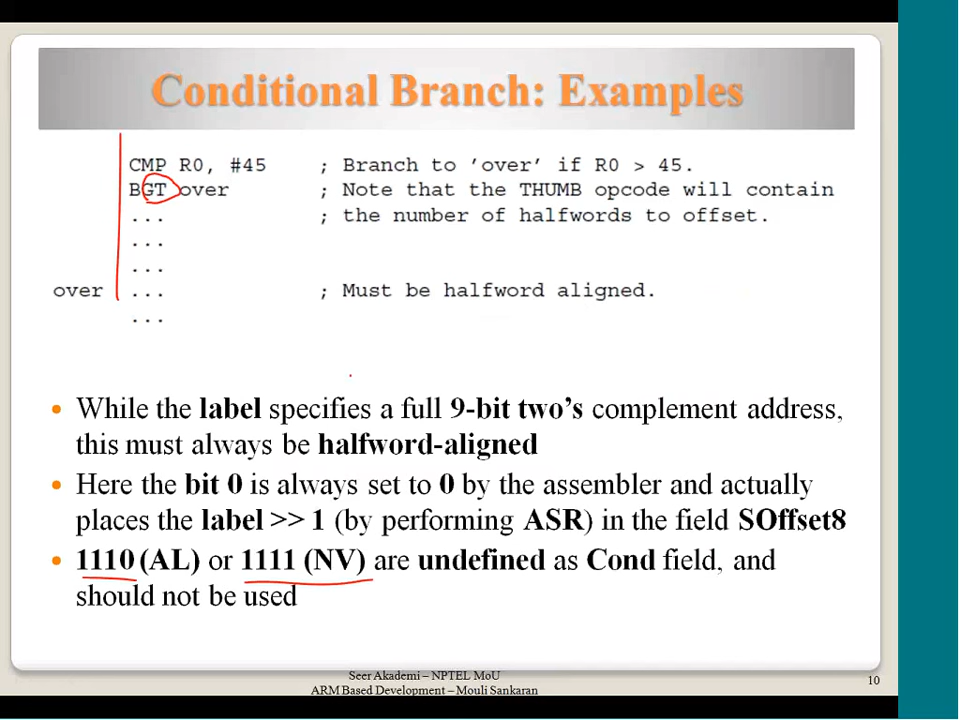 Conditional Branch: Examples
CMP R0, #45 ; Branch to 'over' if R0 > 45.
BGT over ; Note that the THUMB opcode will contain
... ; the number of halfwords to offset.
...
...
over ... ; Must be halfword aligned.
...
• While the label specifies a full 9-bit two's complement address,
this must always be halfword-aligned
• Here the bit 0 is always set to 0 by the assembler and actually
places the label >> 1 (by performing ASR) in the field SOffset8
• 1110 (AL) or 1111 (NV) are undefined as Cond field, and
should not be used
Seer Akademi – NPTEL MoU
ARM Based Development – Mouli Sankaran
10